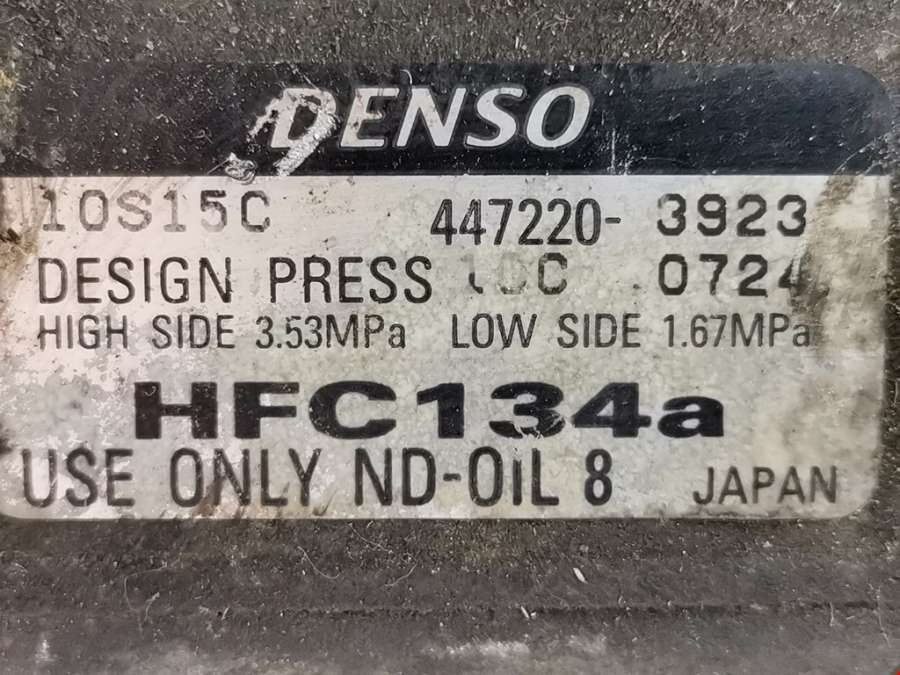 DENSO
10S15C 447220-3923
DESIGN PRESS 0724
HIGH SIDE 3.53MPa LOW SIDE 1.67MPa
HFC134a
USE ONLY ND-OIL 8 JAPAN